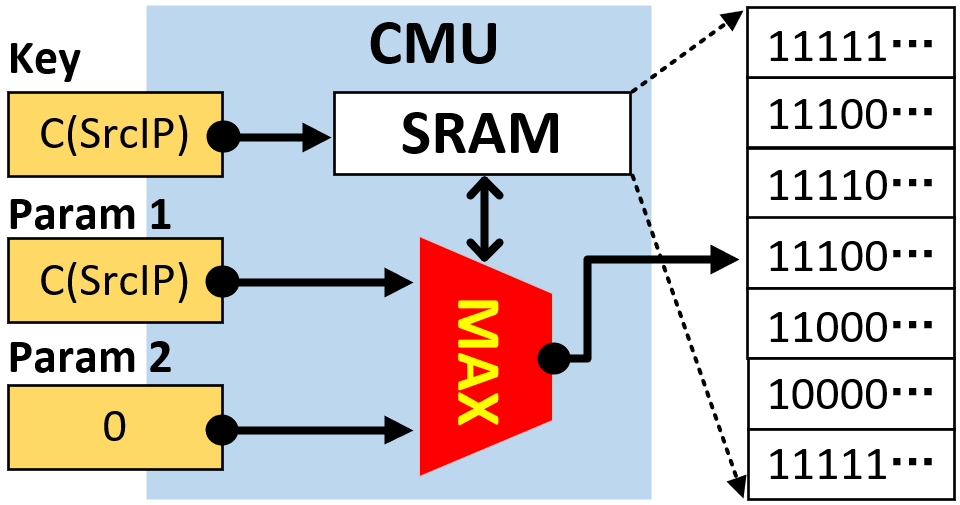 CMU
Key
C(SrcIP)
SRAM
Param 1
C(SrcIP)
MAX
Param 2
0
11111···
11100···
11110···
11100···
11000···
10000···
11111···